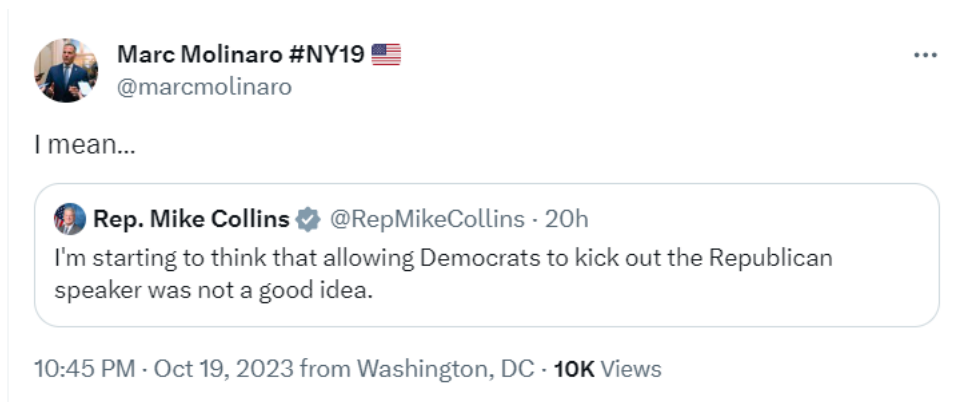 Marc Molinaro #NY19 🇺🇸
@marcmolinaro
I mean...
Rep. Mike Collins @RepMikeCollins · 20h
I'm starting to think that allowing Democrats to kick out the Republican
speaker was not a good idea.
10:45 PM · Oct 19, 2023 from Washington, DC · 10K Views